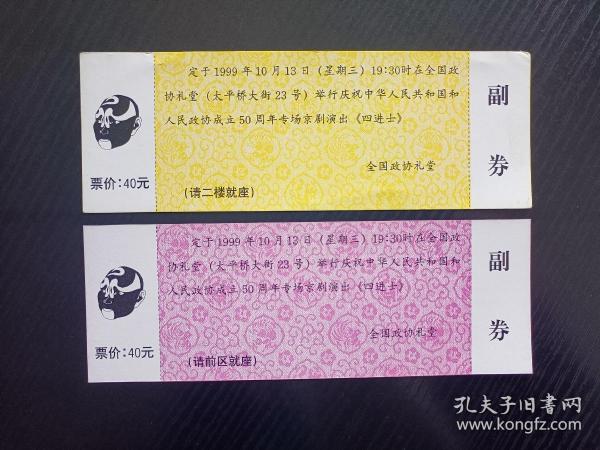 定于1999年10月13日（星期三）19:30时在全国政
协礼堂（太平桥大街23号）举行庆祝中华人民共和国和
人民政协成立50周年专场京剧演出《四进士》
全国政协礼堂
（请二楼就座）
票价：40元
副
券
定于1999年10月13日（星期三）19:30时在全国政
协礼堂（太平桥大街23号）举行庆祝中华人民共和国和
人民政协成立50周年专场京剧演出《四进士》
全国政协礼堂
（请前区就座）
票价：40元
副
券
孔夫子旧书网
www.kongfz.com